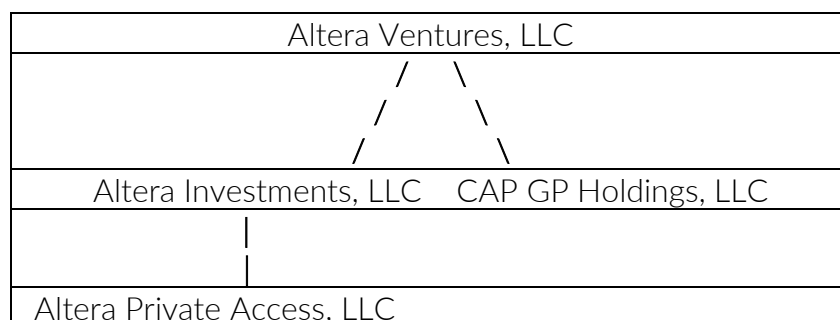 Altera Ventures, LLC
Altera Investments, LLC CAP GP Holdings, LLC
Altera Private Access, LLC